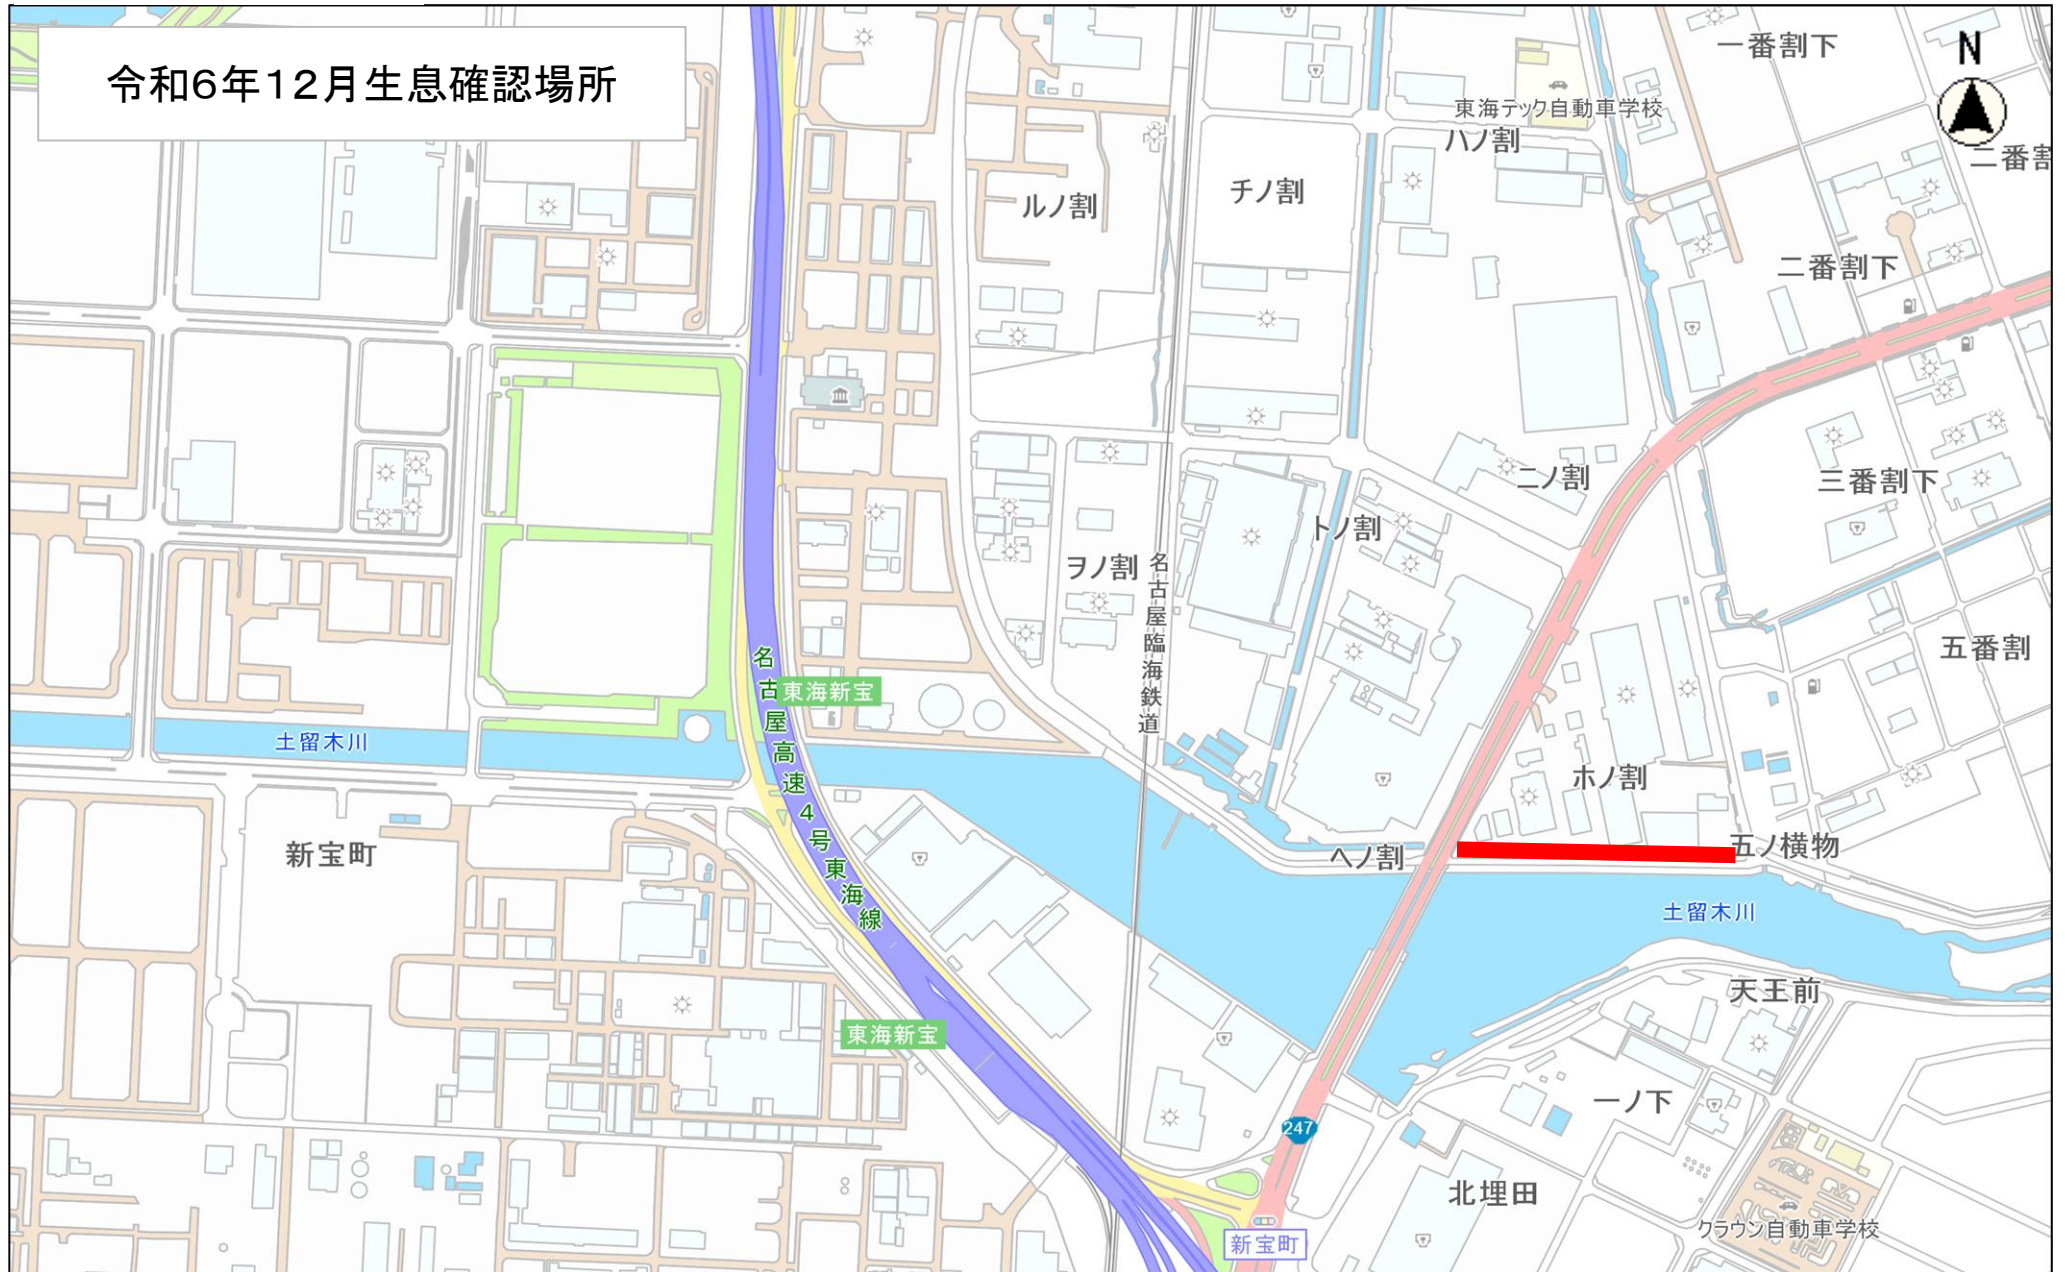 令和6年12月生息確認場所
N
一番割下
東海テック自動車学校
ハノ割
二番割
ルノ割
チノ割
二番割下
ニノ割
三番割下
トノ割
ヲノ割
名古屋臨海鉄道
五番割
名古屋高速4号東海線
東海新宝
土留木川
ホノ割
新宝町
ヘノ割
五ノ横物
土留木川
天王前
東海新宝
一ノ下
247
北埋田
クラウン自動車学校
新宝町